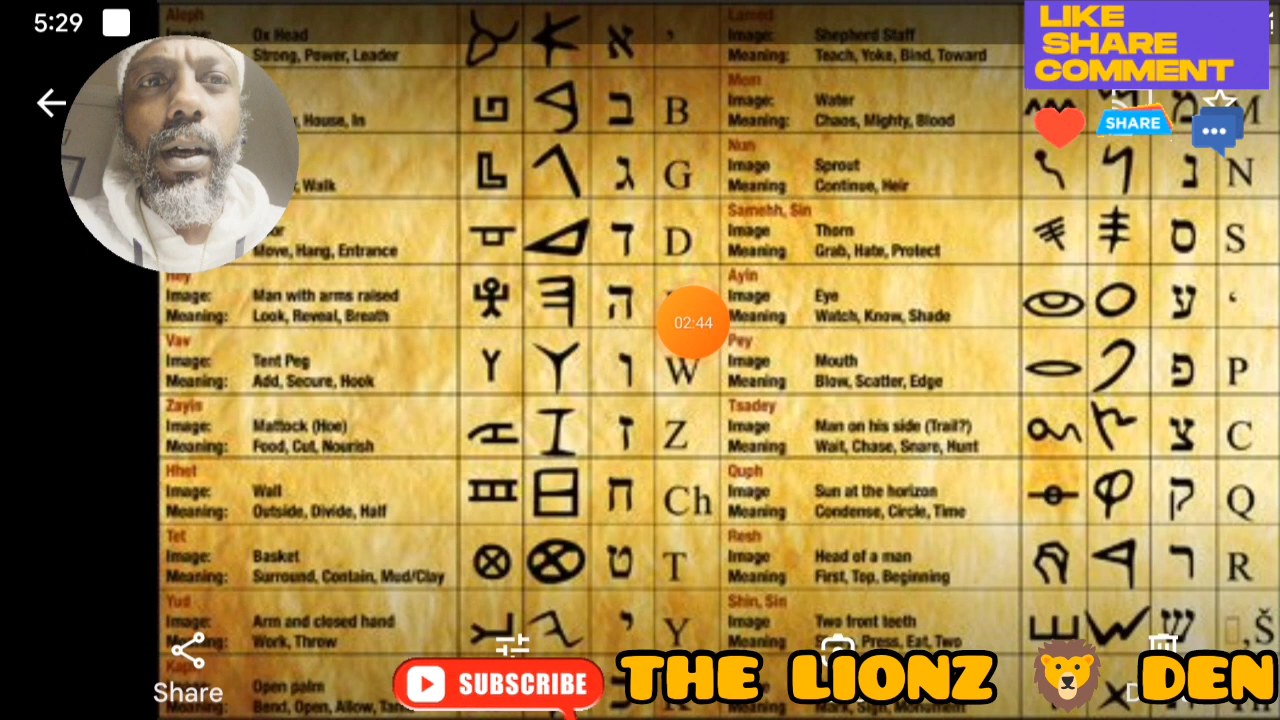 5:29
LIKE
SHARE
COMMENT
SHARE
02:44
Aleph
Ox Head
Strong, Power, Leader
א
House, In
ב B
Walk
ג G
Move, Hang, Entrance
ד D
Hey
Image: Man with arms raised
Meaning: Look, Reveal, Breath
ה
Vav
Image: Tent Peg
Meaning: Add, Secure, Hook
ו W
Zayin
Image: Mattock (Hoe)
Meaning: Food, Cut, Nourish
ז Z
Hhet
Image: Wall
Meaning: Outside, Divide, Half
ח Ch
Tet
Image: Basket
Meaning: Surround, Contain, Mud/Clay
ט T
Yud
Image: Arm and closed hand
Meaning: Work, Throw
י Y
Open palm
Bend, Open, Allow,
Lamed
Image: Shepherd Staff
Meaning: Teach, Yoke, Bind, Toward
Mem
Image: Water
Meaning: Chaos, Mighty, Blood
מ M
Nun
Image Sprout
Meaning Continue, Heir
נ N
Samehh, Sin
Image Thorn
Meaning Grab, Hate, Protect
ס S
Ayin
Image Eye
Meaning Watch, Know, Shade
ע ‘
Pey
Image Mouth
Meaning Blow, Scatter, Edge
פ P
Tsadey
Image Man on his side (Trail?)
Meaning Wait, Chase, Snare, Hunt
צ C
Quph
Image Sun at the horizon
Meaning Condense, Circle, Time
ק Q
Resh
Image Head of a man
Meaning First, Top, Beginning
ר R
Shin, Sin
Image Two front teeth
Meaning Press, Eat, Two
ש ,Š
Share
SUBSCRIBE
THE LIONZ DEN